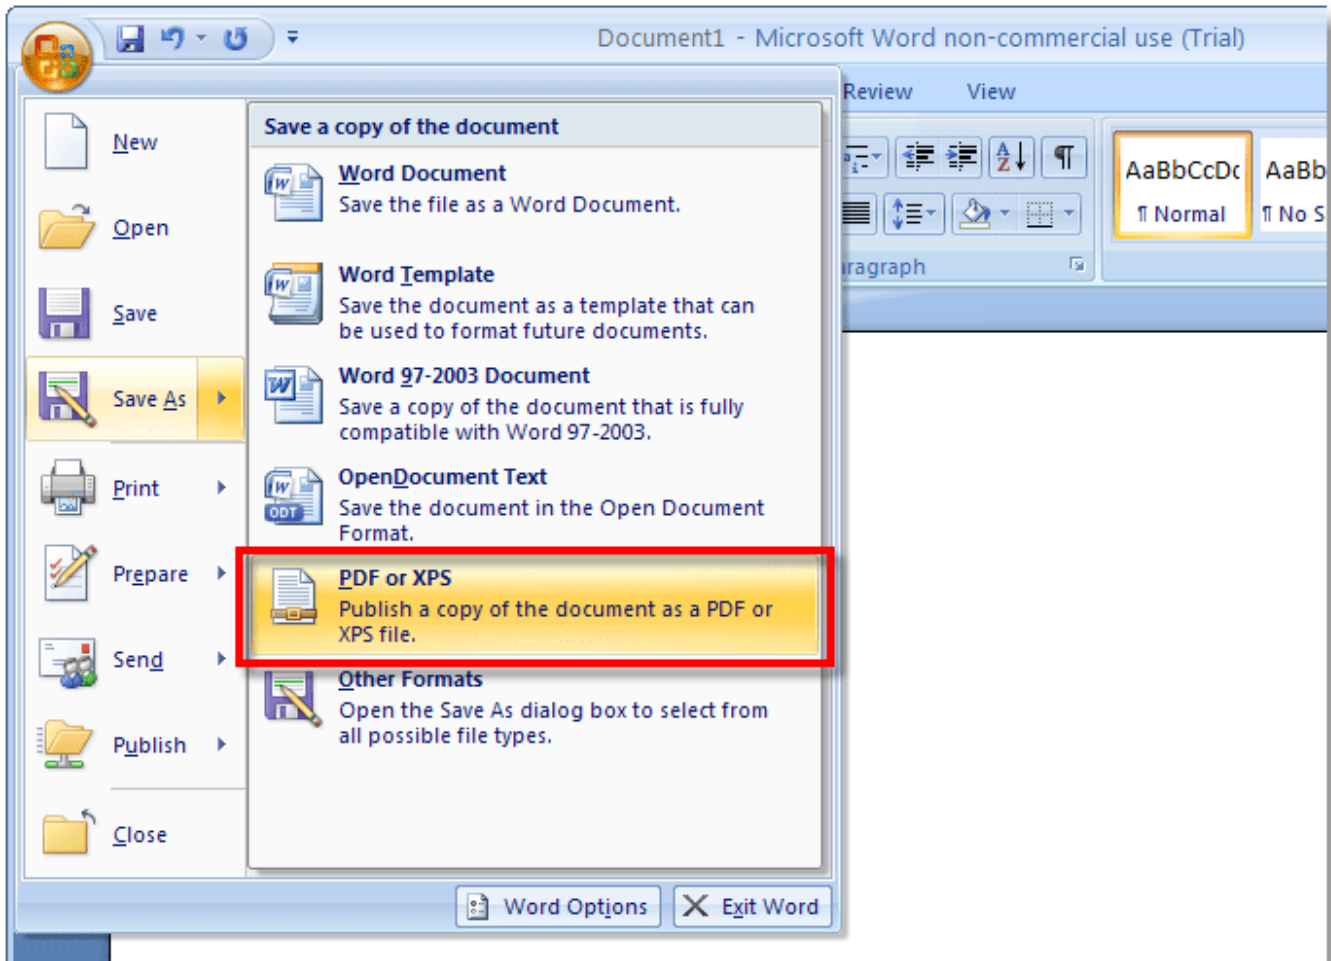 Document1 - Microsoft Word non-commercial use (Trial)
Review View
New
Open
Save
Save As
Print
Prepare
Send
Publish
Close
Save a copy of the document
Word Document
Save the file as a Word Document.
Word Template
Save the document as a template that can
be used to format future documents.
Word 97-2003 Document
Save a copy of the document that is fully
compatible with Word 97-2003.
OpenDocument Text
Save the document in the Open Document
Format.
ODT
PDF or XPS
Publish a copy of the document as a PDF or
XPS file.
Other Formats
Open the Save As dialog box to select from
all possible file types.
Word Options
Exit Word
AaBbCcDc AaBb
¶ Normal ¶ No S
aragraph